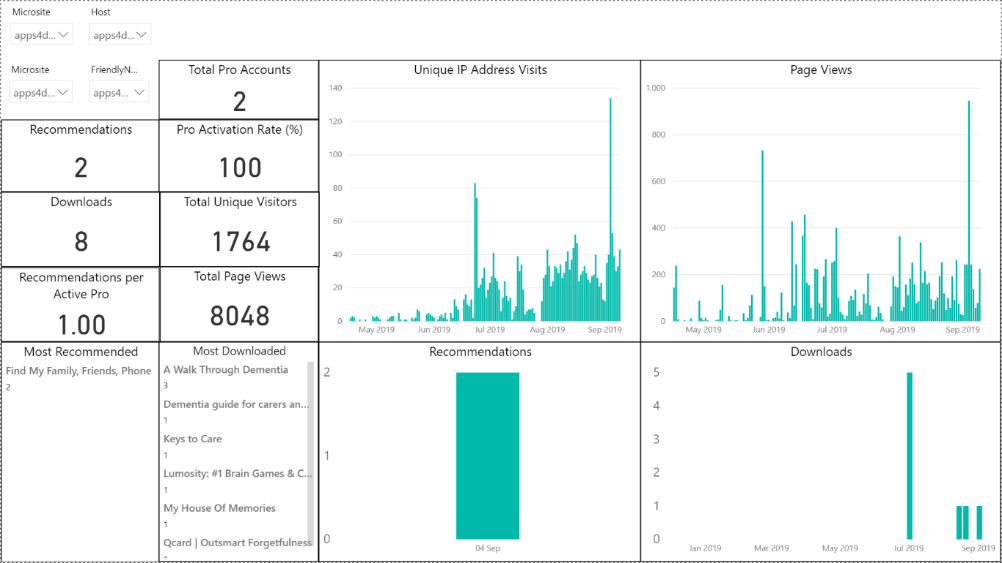 Microsite
Host
apps4d...
apps4d...
Microsite
FriendlyN...
apps4d...
apps4...
Total Pro Accounts
2
Recommendations
2
Pro Activation Rate (%)
100
Downloads
8
Total Unique Visitors
1764
Recommendations per
Active Pro
1.00
Total Page Views
8048
Unique IP Address Visits
140
120
100
80
60
40
20
0
May 2019
Jun 2019
Jul 2019
Aug 2019
Sep 2019
Page Views
1,000
800
600
400
200
0
May 2019
Jun 2019
Jul 2019
Aug 2019
Sep 2019
Most Recommended
Find My Family, Friends, Phone
2
Most Downloaded
A Walk Through Dementia
3
Dementia guide for carers an...
1
Keys to Care
1
Lumosity: #1 Brain Games & C...
1
My House Of Memories
1
Qcard | Outsmart Forgetfulness
Recommendations
2
1
0
04 Sep
Downloads
5
4
3
2
1
0
Jan 2019
Mar 2019
May 2019
Jul 2019
Sep 2019